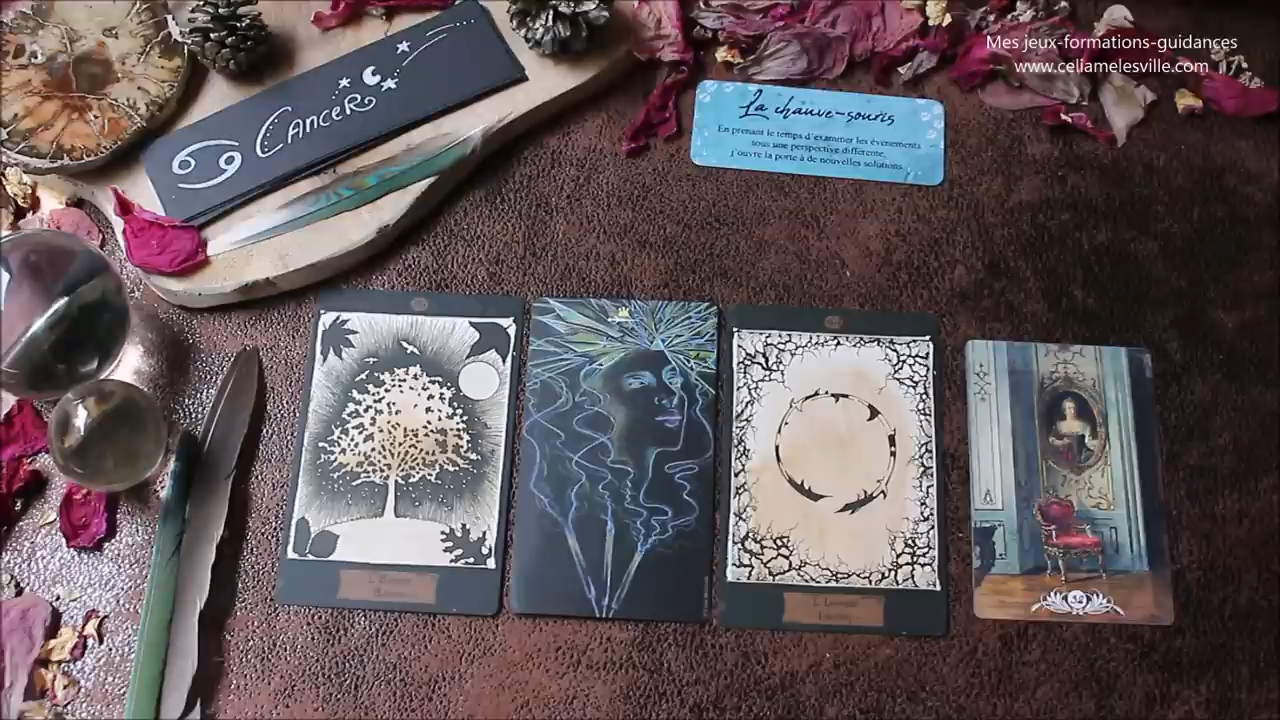 Mes jeux-formations-guidances
www.celiamelesville.com
CANCER
La chauve-souris
En prenant le temps d'examiner les événements
sous une perspective différente,
j'ouvre la porte à de nouvelles solutions.